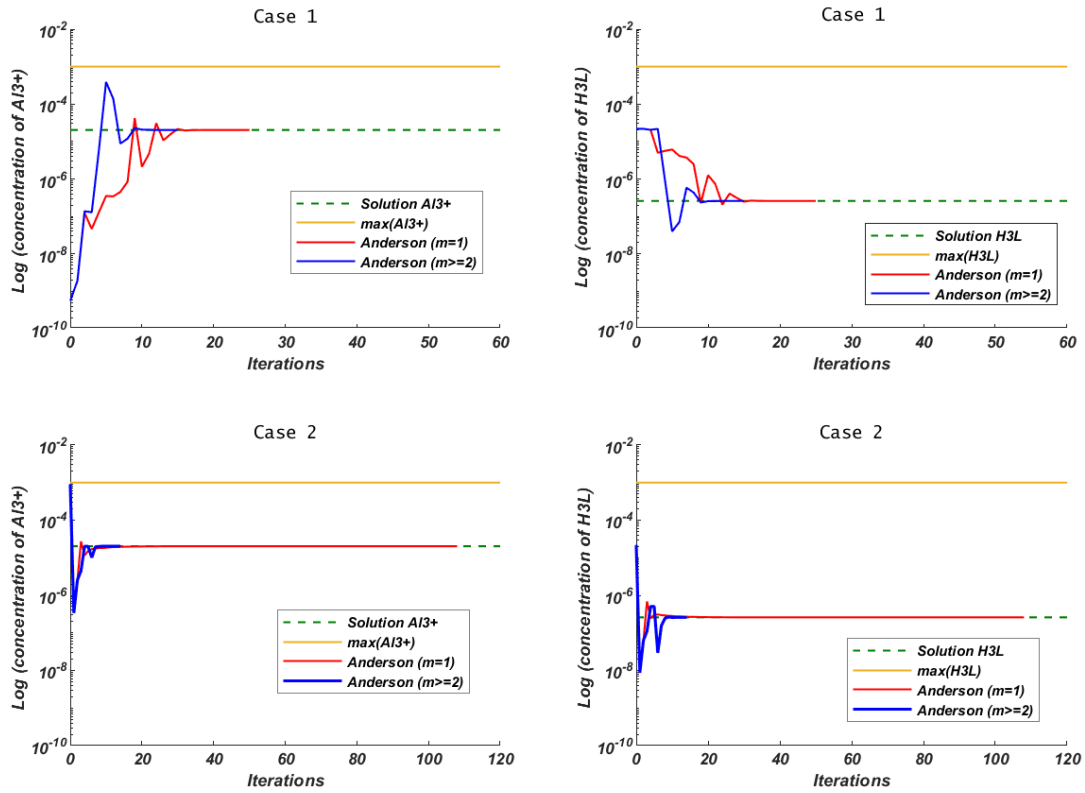 Case 1
Log (concentration of Al3+)
10^-2
10^-4
10^-6
10^-8
10^-10
Solution Al3+
max(Al3+)
Anderson (m=1)
Anderson (m>=2)
0 10 20 30 40 50 60
Iterations
Case 1
Log (concentration of H3L)
10^-2
10^-4
10^-6
10^-8
10^-10
Solution H3L
max(H3L)
Anderson (m=1)
Anderson (m>=2)
0 10 20 30 40 50 60
Iterations
Case 2
Log (concentration of Al3+)
10^-2
10^-4
10^-6
10^-8
10^-10
Solution Al3+
max(Al3+)
Anderson (m=1)
Anderson (m>=2)
0 20 40 60 80 100 120
Iterations
Case 2
Log (concentration of H3L)
10^-2
10^-4
10^-6
10^-8
10^-10
Solution H3L
max(H3L)
Anderson (m=1)
Anderson (m>=2)
0 20 40 60 80 100 120
Iterations